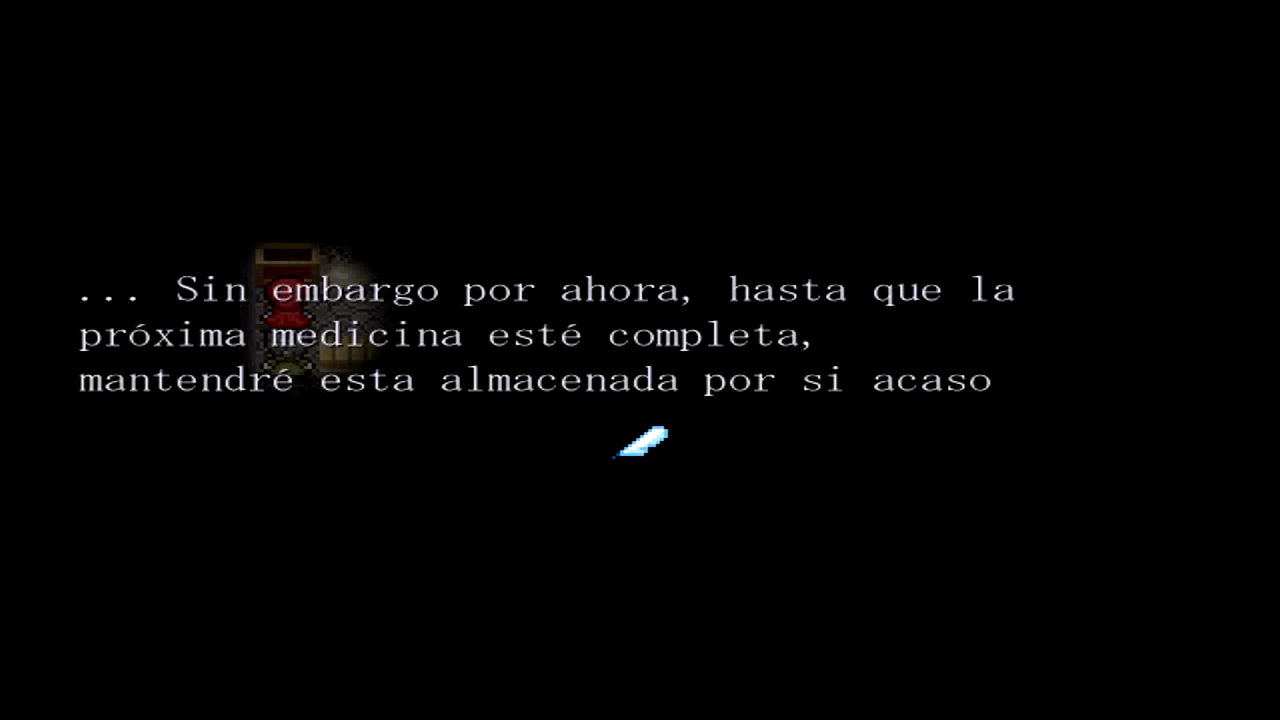 ... Sin embargo por ahora, hasta que la
próxima medicina esté completa,
mantendré esta almacenada por si acaso